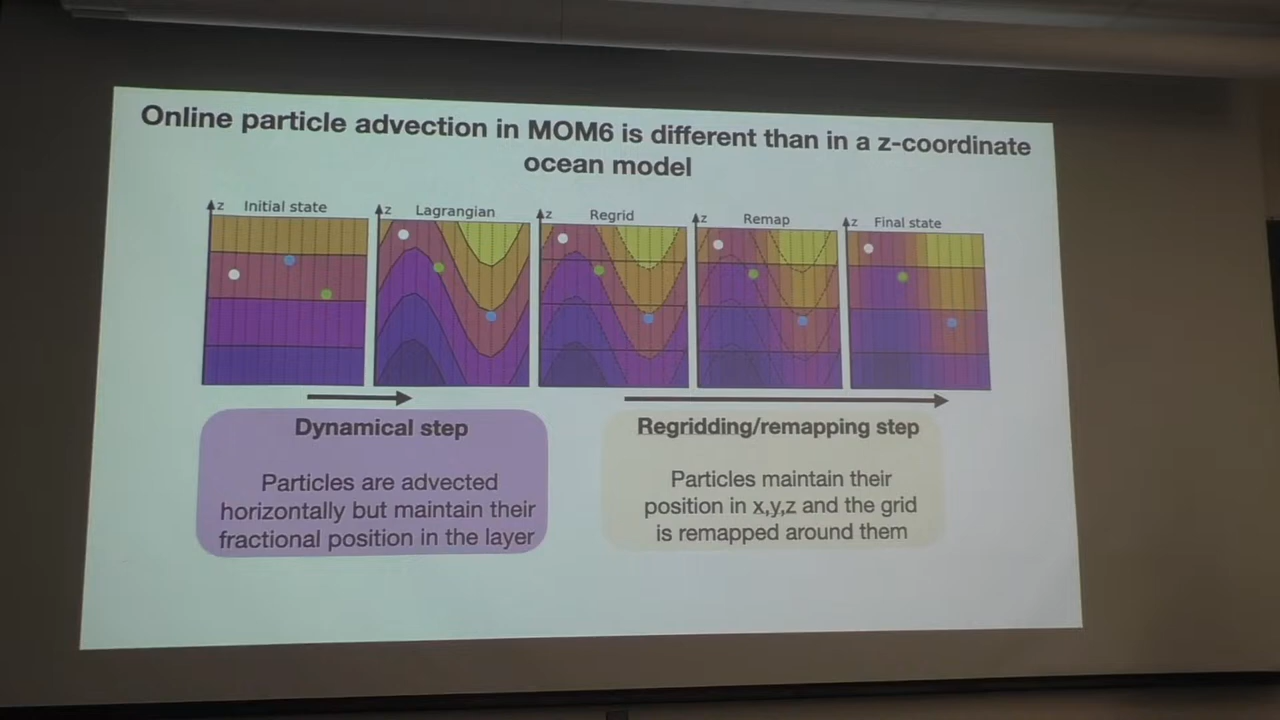 Online particle advection in MOM6 is different than in a z-coordinate
ocean model
z Initial state
z Lagrangian
z Regrid
z Remap
z Final state
Dynamical step
Particles are advected
horizontally but maintain their
fractional position in the layer
Regridding/remapping step
Particles maintain their
position in x,y,z and the grid
is remapped around them